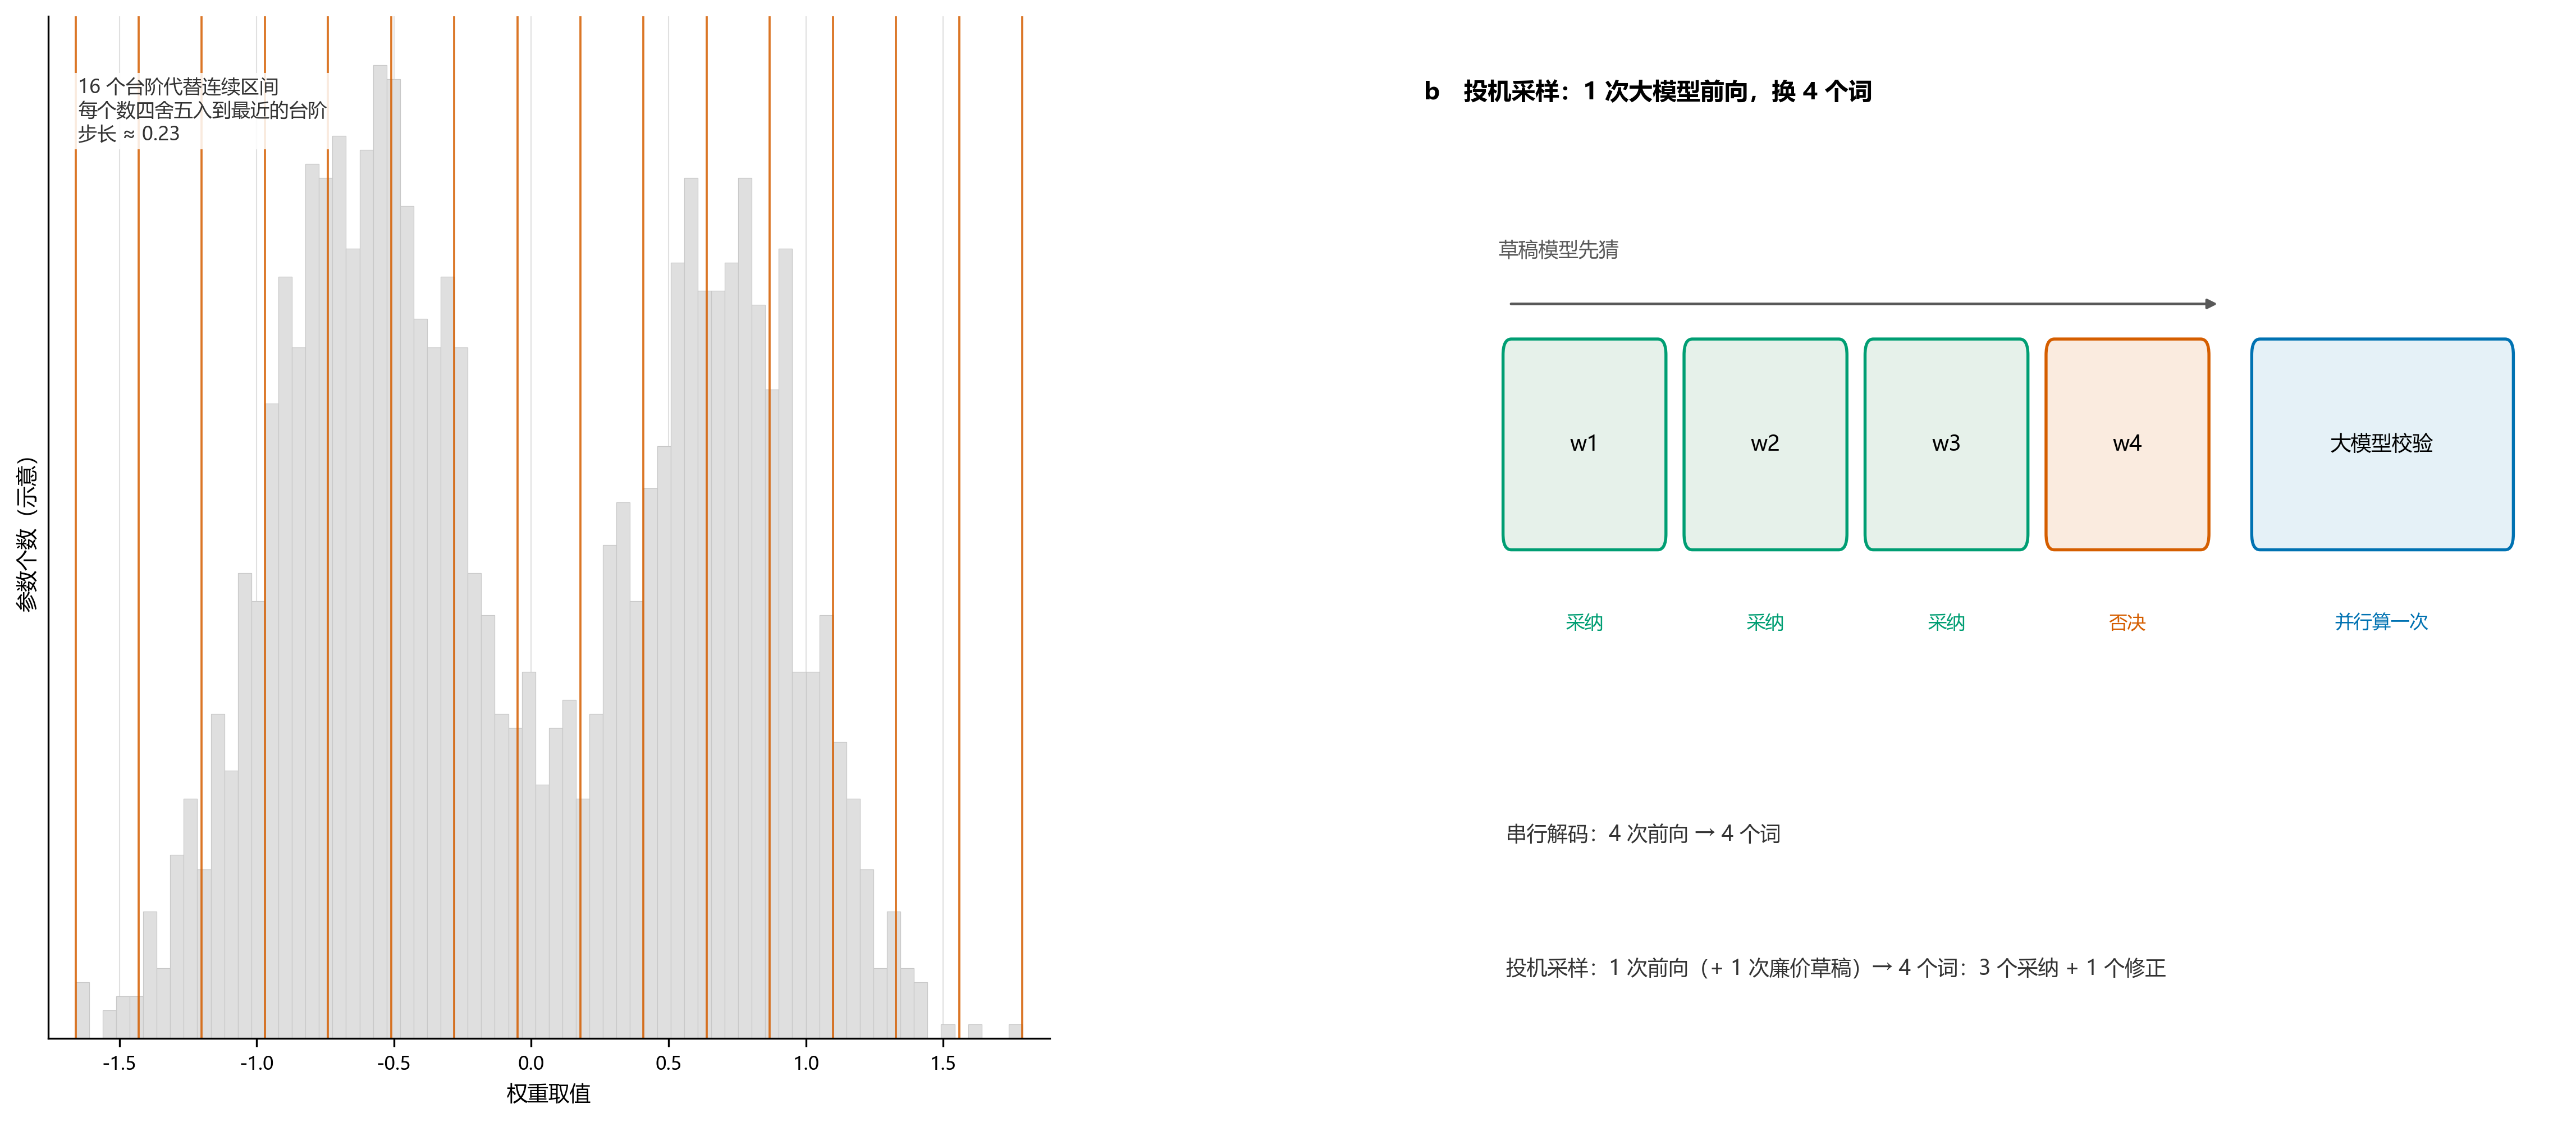 16 个台阶代替连续区间
每个数四舍五入到最近的台阶
步长 ≈ 0.23
参数个数（示意）
-1.5
-1.0
-0.5
0.0
0.5
1.0
1.5
权重取值
b 投机采样：1 次大模型前向，换 4 个词
草稿模型先猜
w1
w2
w3
w4
大模型校验
采纳
采纳
采纳
否决
并行算一次
串行解码：4 次前向 → 4 个词
投机采样：1 次前向（+ 1 次廉价草稿）→ 4 个词：3 个采纳 + 1 个修正